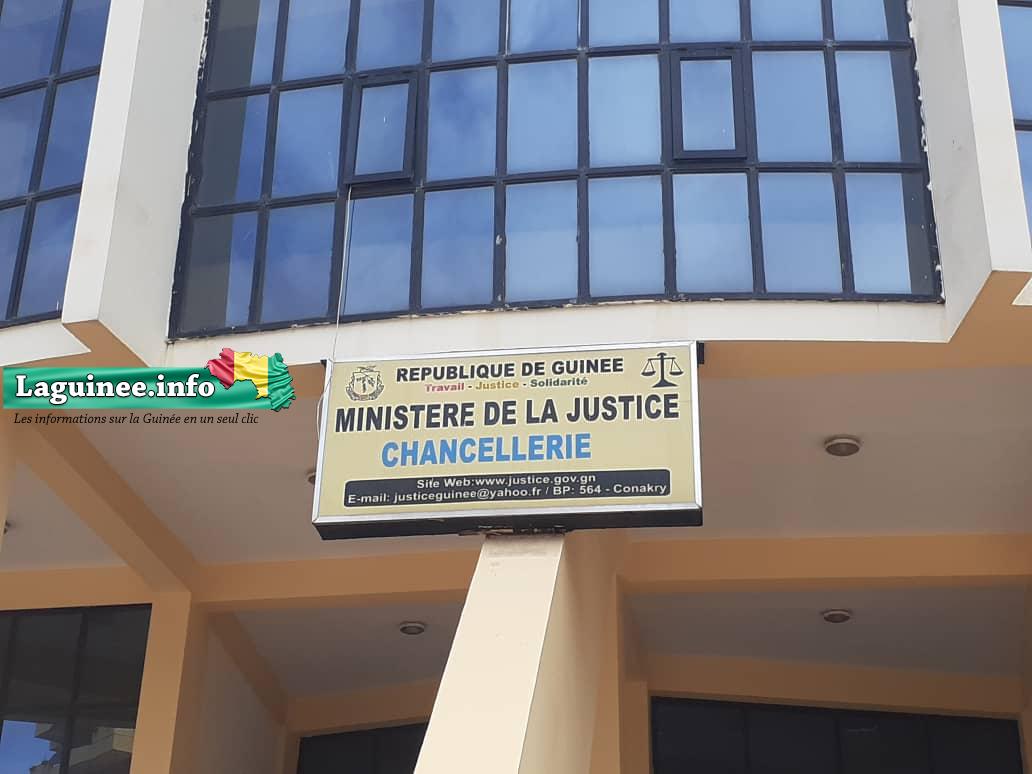 Laguinee.info
Les informations sur la Guinée en un seul clic
REPUBLIQUE DE GUINEE
Travail - Justice - Solidarité
MINISTERE DE LA JUSTICE
CHANCELLERIE
Site Web:www.justice.gov.gn
E-mail: justiceguinee@yahoo.fr / BP: 564 - Conakry